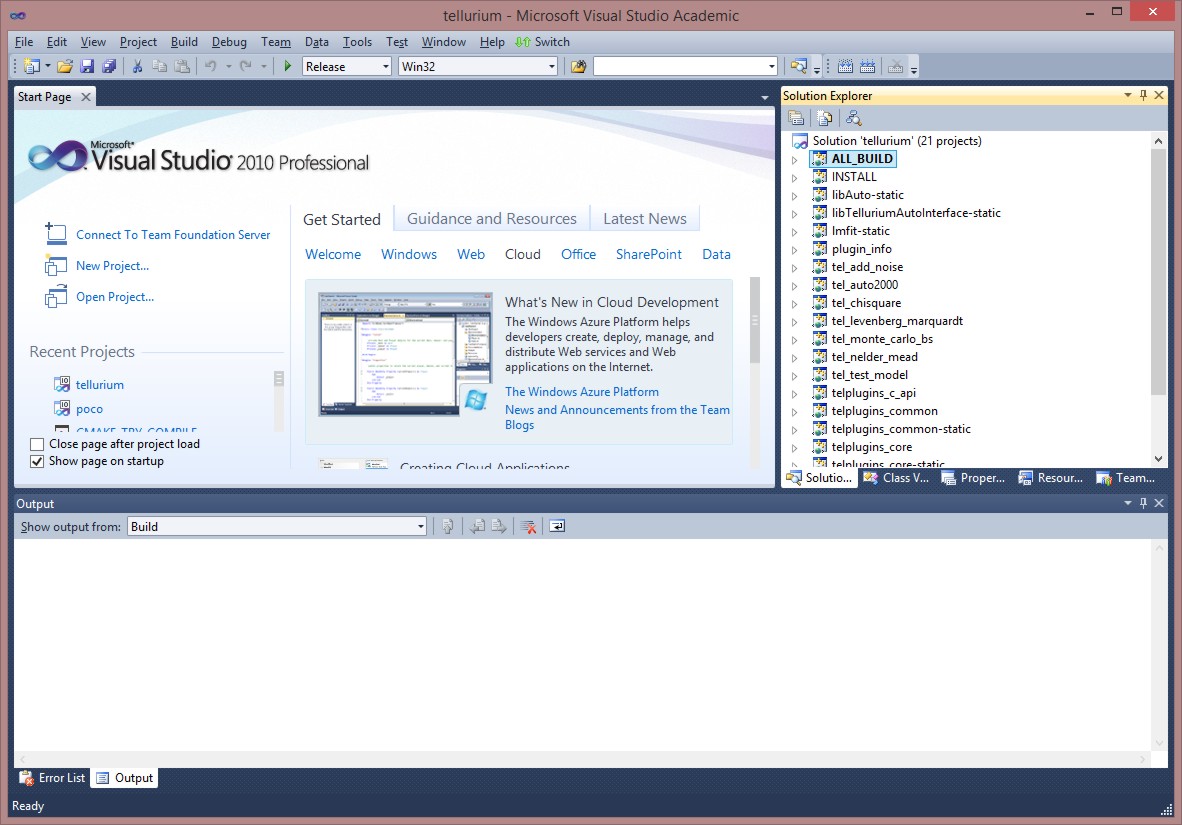 tellurium - Microsoft Visual Studio Academic
File Edit View Project Build Debug Team Data Tools Test Window Help Switch
Release Win32
Start Page
Microsoft®
Visual Studio® 2010 Professional
Connect To Team Foundation Server
New Project...
Open Project...
Recent Projects
tellurium
poco
CMAKE_TRY_COMPILE
Close page after project load
Show page on startup
Get Started Guidance and Resources Latest News
Welcome Windows Web Cloud Office SharePoint Data
What's New in Cloud Development
The Windows Azure Platform helps
developers create, deploy, manage, and
distribute Web services and Web
applications on the Internet.
The Windows Azure Platform
News and Announcements from the Team
Blogs
Creating Cloud Applications
Solution Explorer
Solution 'tellurium' (21 projects)
ALL_BUILD
INSTALL
libAuto-static
libTelluriumAutoInterface-static
lmfit-static
plugin_info
tel_add_noise
tel_auto2000
tel_chisquare
tel_levenberg_marquardt
tel_monte_carlo_bs
tel_nelder_mead
tel_test_model
telplugins_c_api
telplugins_common
telplugins_common-static
telplugins_core
telplugins_core-static
Solutio... Class V... Proper... Resour... Team...
Output
Show output from: Build
Error List Output
Ready